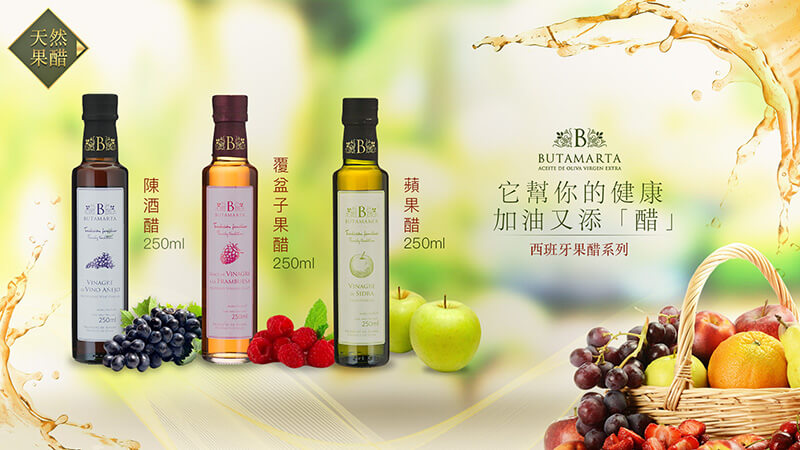 天然
果醋
陳酒醋
250ml
覆盆子果醋
250ml
蘋果醋
250ml
B
BUTAMARTA
ACEITE DE OLIVA VIRGEN EXTRA
它幫你的健康
加油又添「醋」
西班牙果醋系列
B
B
BUTAMARTA
VINAGRE
DE VINO AÑEJO
250ml
B
B
BUTAMARTA
VINAGRE
A LA FRAMBUESA
250ml
B
B
BUTAMARTA
VINAGRE
DE SIDRA
250ml